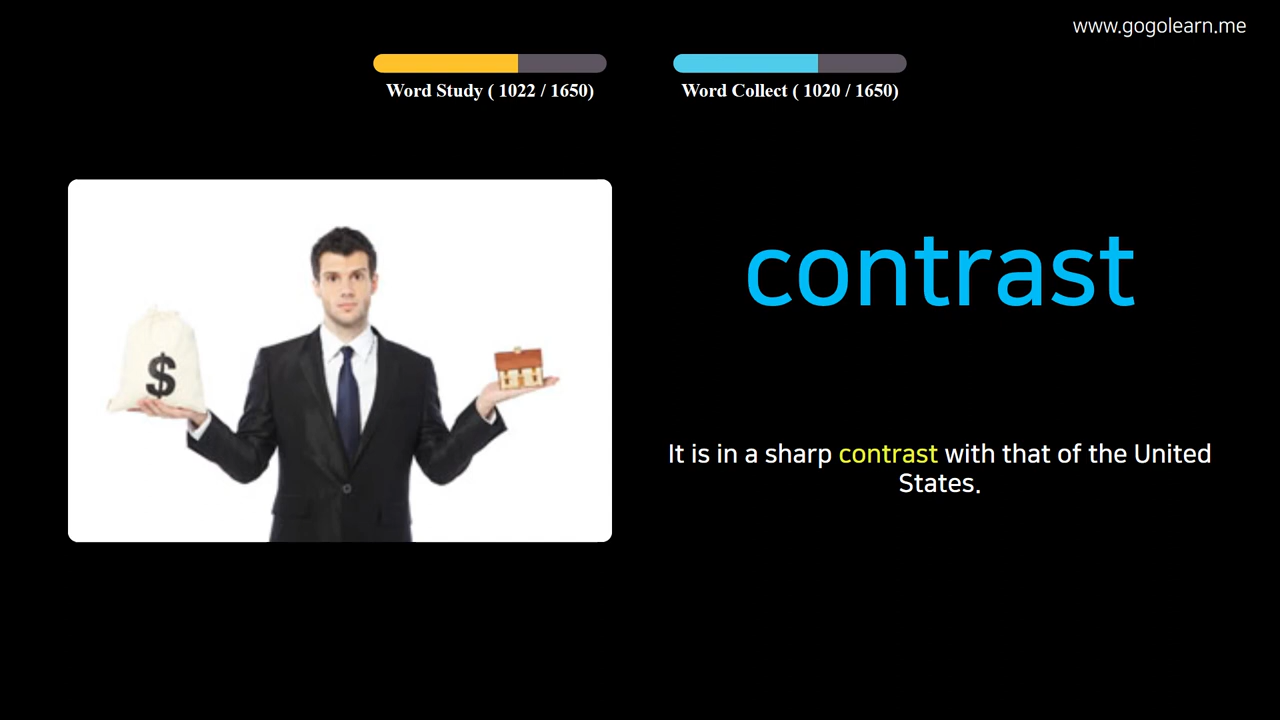 www.gogolearn.me
Word Study ( 1022 / 1650)
Word Collect ( 1020 / 1650)
$
contrast
It is in a sharp contrast with that of the United
States.